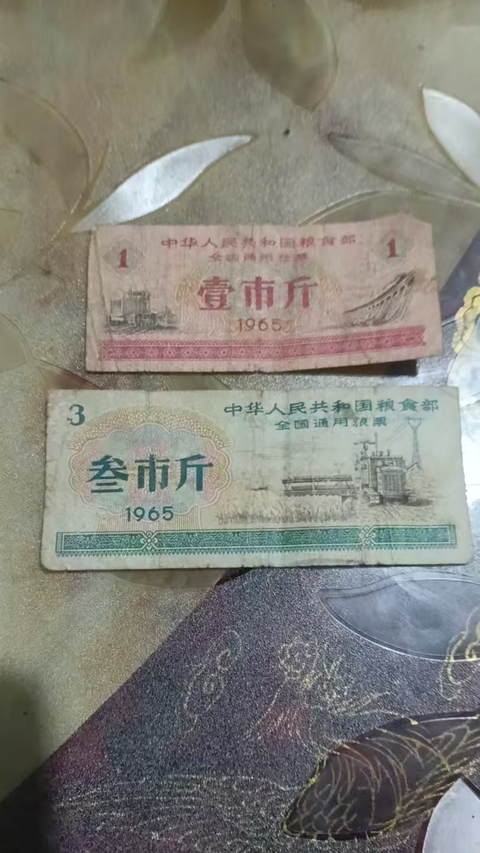 1
1
中华人民共和国粮食部
全国通用粮票
壹市斤
1965
3
中华人民共和国粮食部
全国通用粮票
叁市斤
1965